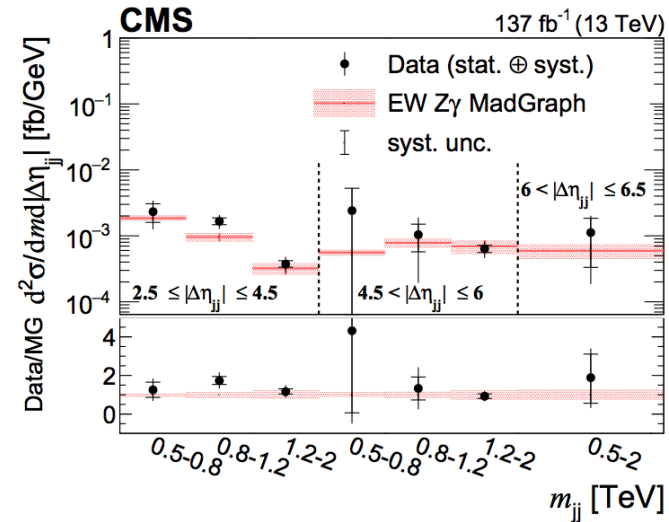 CMS 137 fb⁻¹ (13 TeV)
d²σ/dmd|Δη_jj| [fb/GeV]
1
10⁻¹
10⁻²
10⁻³
10⁻⁴
Data (stat. ⊕ syst.)
EW Zγ MadGraph
syst. unc.
2.5 ≤|Δη_jj| ≤ 4.5
4.5 < |Δη_jj| ≤ 6
6 < |Δη_jj| ≤ 6.5
Data/MG
4
2
0
0.5-0.8 0.8-1.2 1.2-2 0.5-0.8 0.8-1.2 1.2-2 0.5-2
m_jj [TeV]